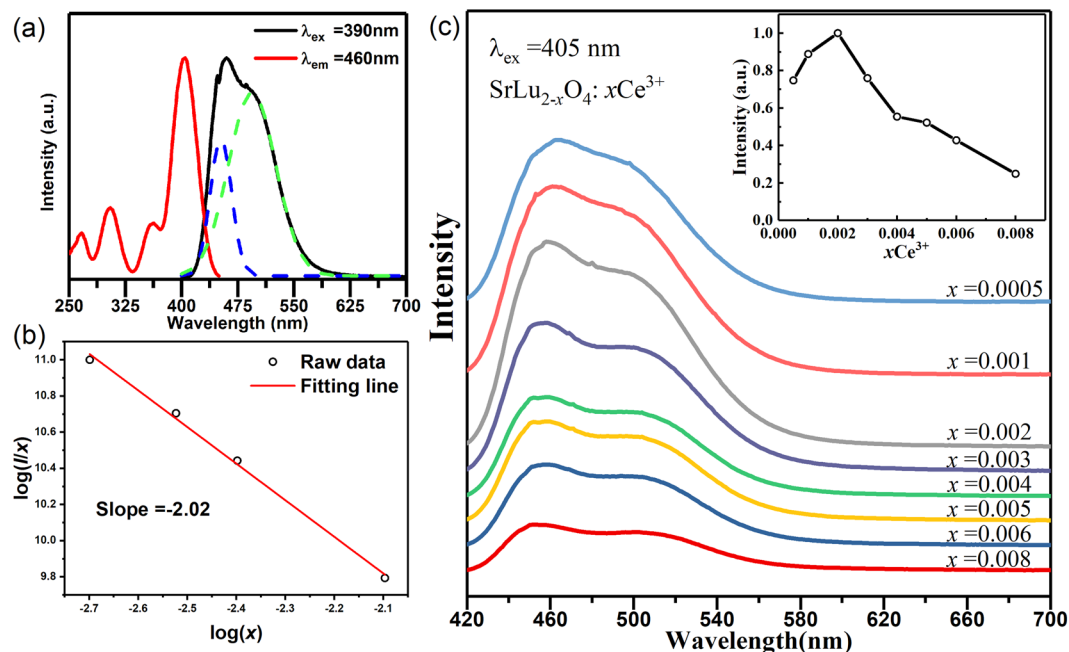 (a)
λex =390nm
λem =460nm
Intensity (a.u.)
250 325 400 475 550 625 700
Wavelength (nm)
(b)
Raw data
Fitting line
Slope =-2.02
log(I/x)
11.0
10.8
10.6
10.4
10.2
10.0
9.8
-2.7 -2.6 -2.5 -2.4 -2.3 -2.2 -2.1
log(x)
(c)
λex =405 nm
SrLu2-xO4: xCe3+
Intensity (a.u.)
1.0
0.8
0.6
0.4
0.2
0.0
0.000 0.002 0.004 0.006 0.008
xCe3+
Intensity
x =0.0005
x =0.001
x =0.002
x =0.003
x =0.004
x =0.005
x =0.006
x =0.008
420 460 500 540 580 620 660 700
Wavelength(nm)